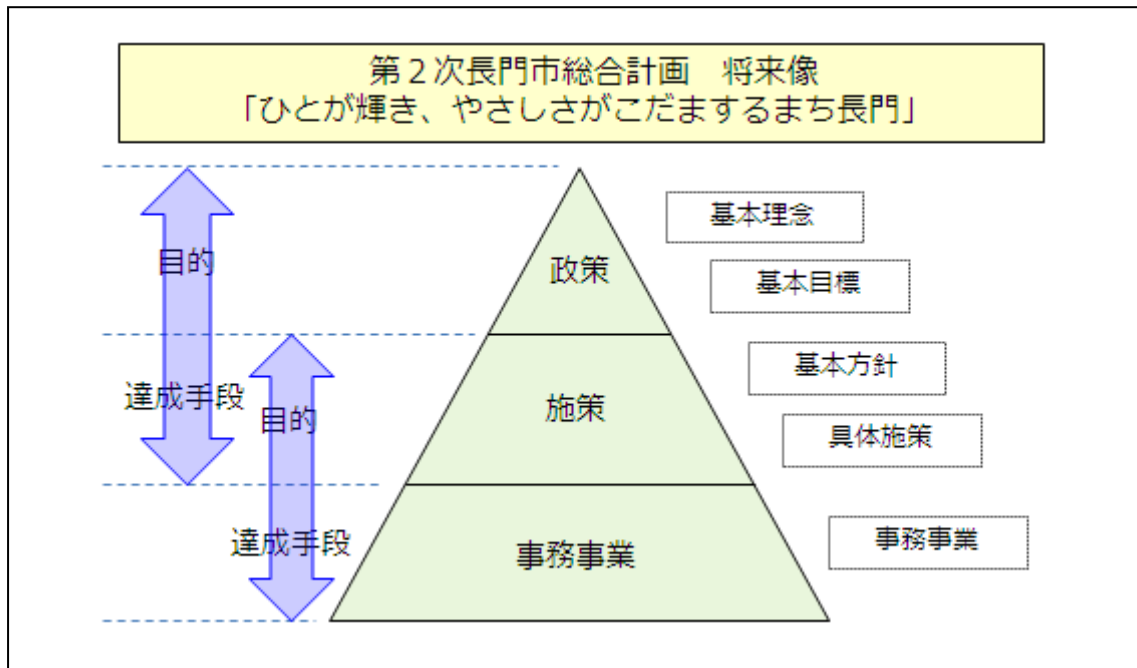 第２次長門市総合計画　将来像
「ひとが輝き、やさしさがこだまするまち長門」
基本理念
目的
政策
基本目標
基本方針
達成手段
目的
施策
具体施策
達成手段
事務事業
事務事業